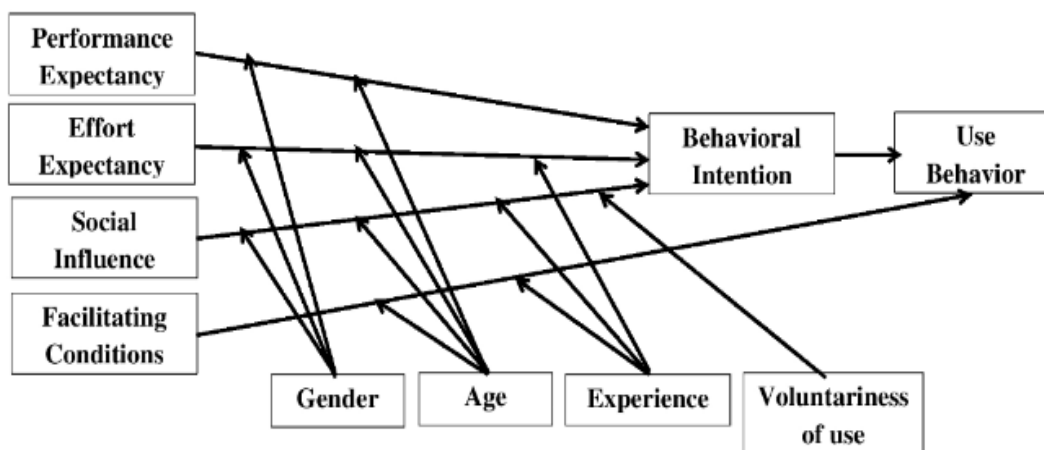 Performance
Expectancy
Effort
Expectancy
Social
Influence
Facilitating
Conditions
Behavioral
Intention
Use
Behavior
Gender
Age
Experience
Voluntariness
of use